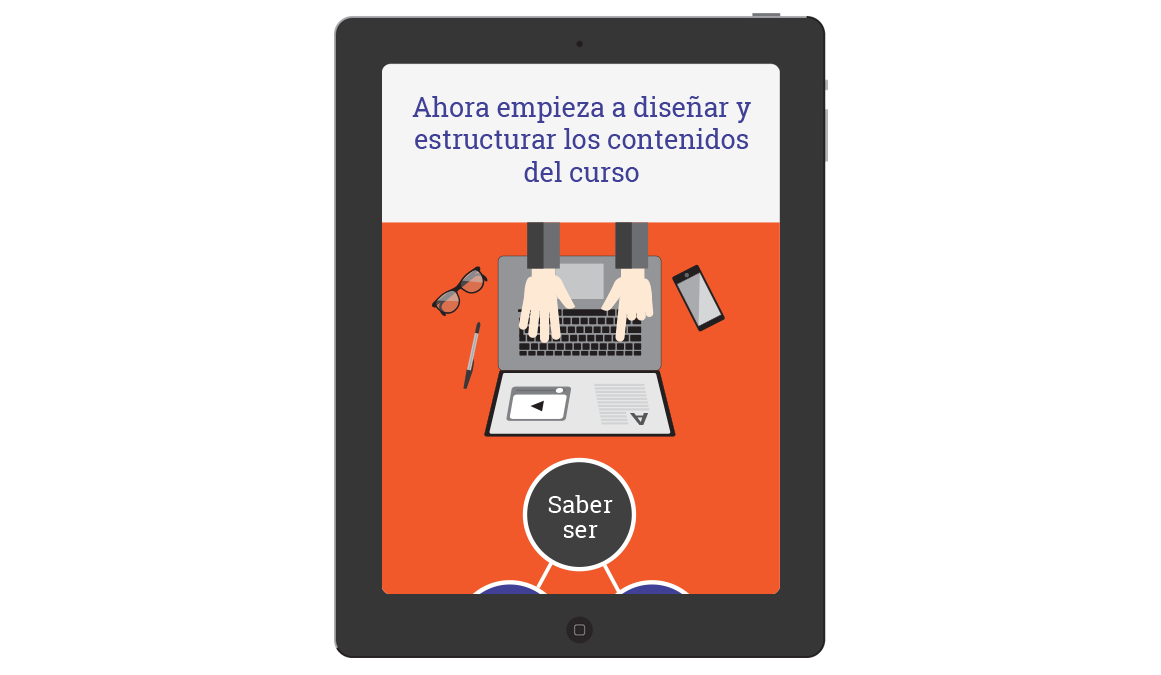 Ahora empieza a diseñar y
estructurar los contenidos
del curso
A
Saber
ser